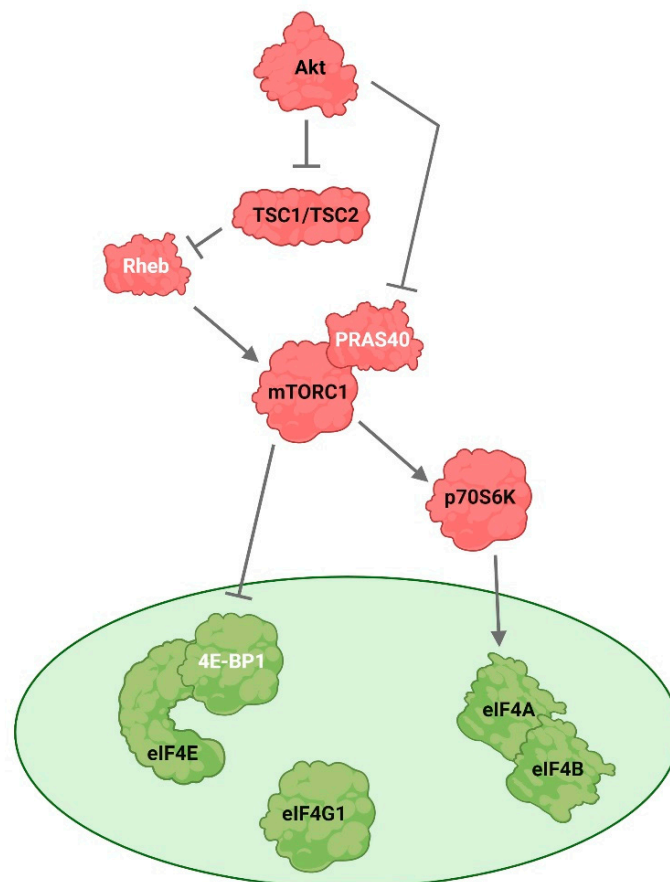 Akt
TSC1/TSC2
Rheb
PRAS40
mTORC1
p70S6K
4E-BP1
eIF4A
eIF4E
eIF4B
eIF4G1